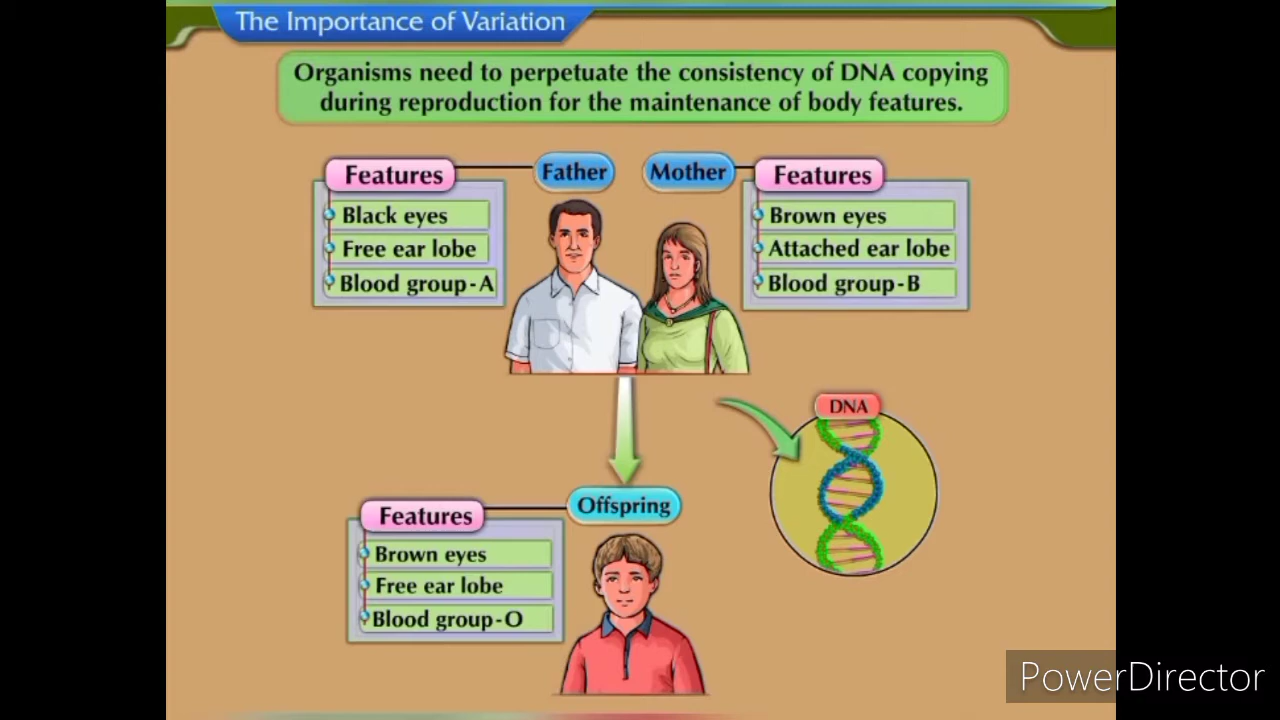 The Importance of Variation
Organisms need to perpetuate the consistency of DNA copying
during reproduction for the maintenance of body features.
Features
Father
Mother
Features
Black eyes
Free ear lobe
Blood group-A
Brown eyes
Attached ear lobe
Blood group-B
DNA
Offspring
Features
Brown eyes
Free ear lobe
Blood group-O
PowerDirector